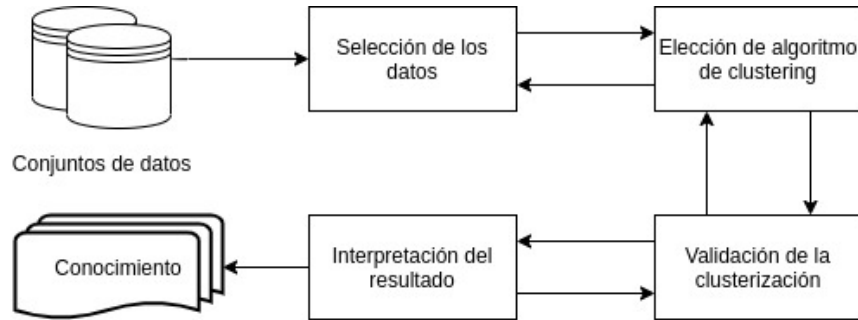 Selección de los
datos
Elección de algoritmo
de clustering
Conjuntos de datos
Conocimiento
Interpretación del
resultado
Validación de la
clusterización